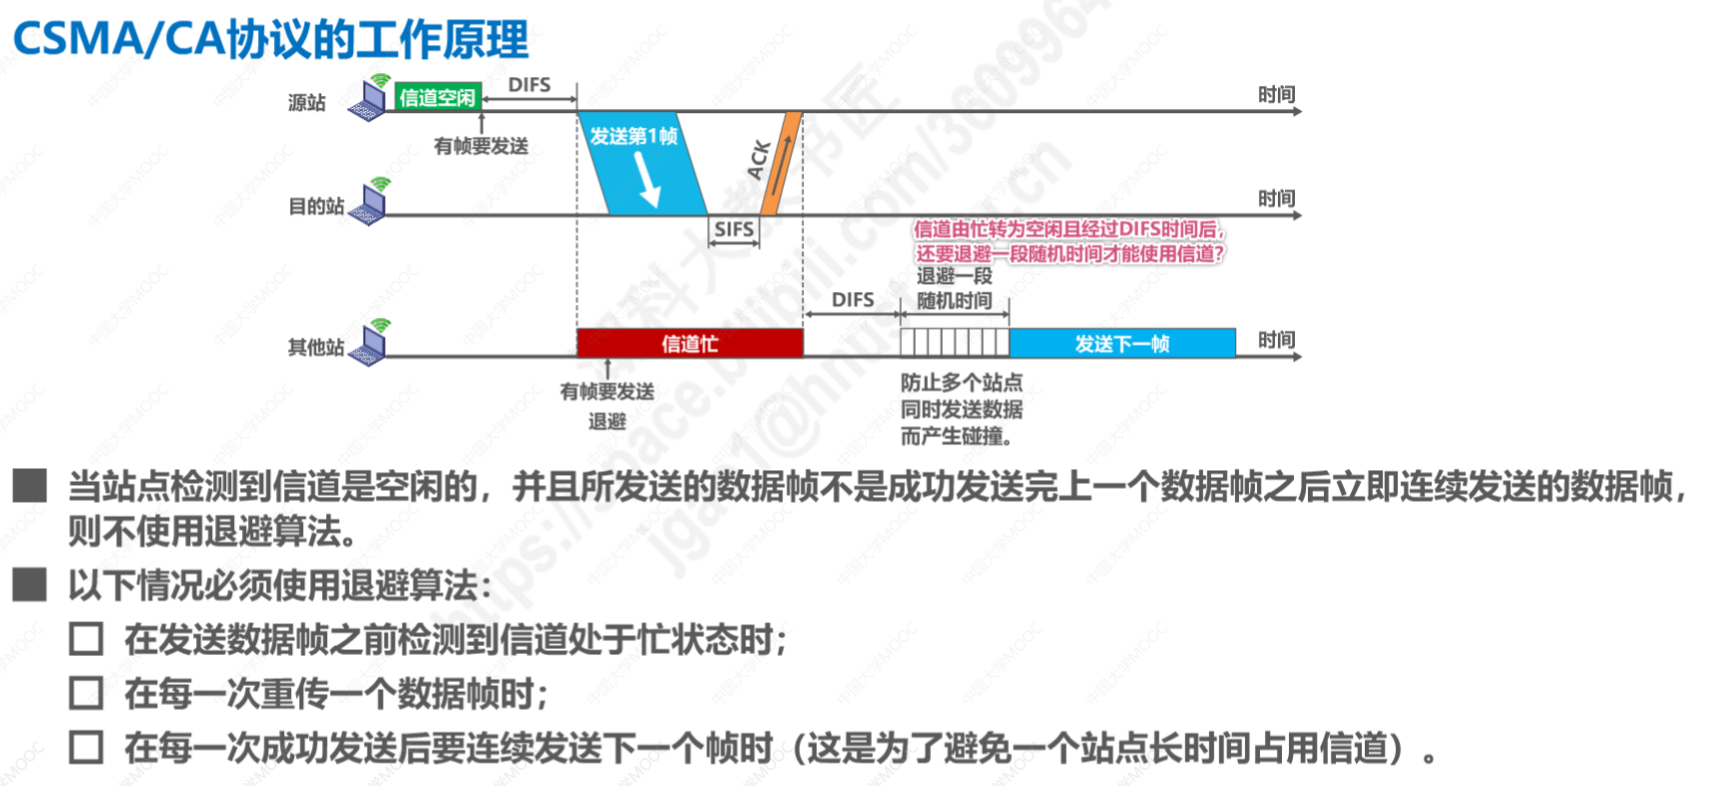 CSMA/CA协议的工作原理
源站
信道空闲
DIFS
时间
有帧要发送
发送第1帧
ACK
目的站
时间
SIFS
信道由忙转为空闲且经过DIFS时间后，
还要退避一段随机时间才能使用信道？
退避一段
随机时间
DIFS
其他站
信道忙
发送下一帧
时间
有帧要发送
退避
防止多个站点
同时发送数据
而产生碰撞。
当站点检测到信道是空闲的，并且所发送的数据帧不是成功发送完上一个数据帧之后立即连续发送的数据帧，
则不使用退避算法。
以下情况必须使用退避算法：
在发送数据帧之前检测到信道处于忙状态时；
在每一次重传一个数据帧时；
在每一次成功发送后要连续发送下一个帧时（这是为了避免一个站点长时间占用信道）。
中国大学MOOC